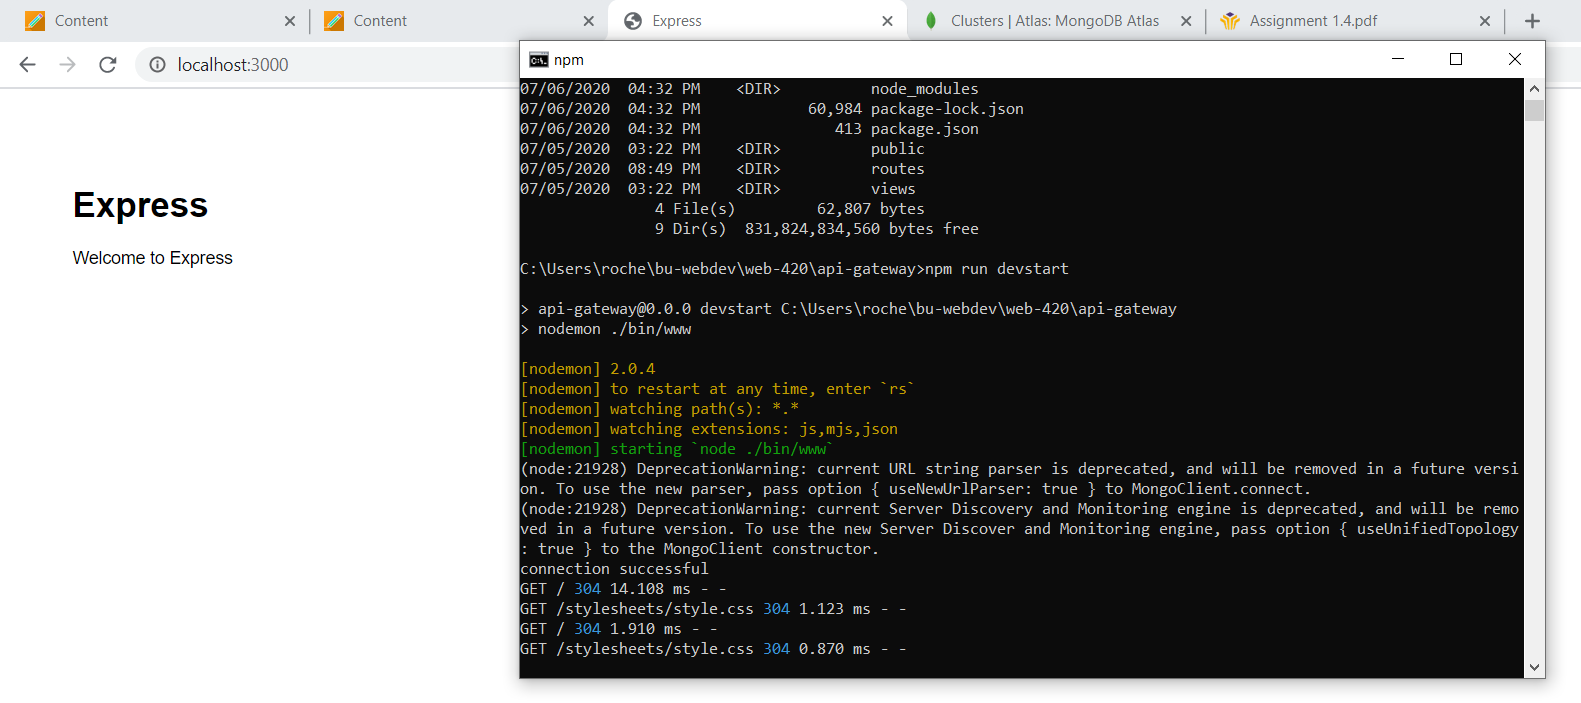 Content
Content
Express
Clusters | Atlas: MongoDB Atlas
Assignment 1.4.pdf
localhost:3000
Express
Welcome to Express
npm
07/06/2020  04:32 PM    <DIR>          node_modules
07/06/2020  04:32 PM            60,984 package-lock.json
07/06/2020  04:32 PM               413 package.json
07/05/2020  03:22 PM    <DIR>          public
07/05/2020  08:49 PM    <DIR>          routes
07/05/2020  03:22 PM    <DIR>          views
               4 File(s)         62,807 bytes
               9 Dir(s)  831,824,834,560 bytes free
C:\Users\roche\bu-webdev\web-420\api-gateway>npm run devstart
> api-gateway@0.0.0 devstart C:\Users\roche\bu-webdev\web-420\api-gateway
> nodemon ./bin/www
[nodemon] 2.0.4
[nodemon] to restart at any time, enter `rs`
[nodemon] watching path(s): *.*
[nodemon] watching extensions: js,mjs,json
[nodemon] starting `node ./bin/www`
(node:21928) DeprecationWarning: current URL string parser is deprecated, and will be removed in a future versi
on. To use the new parser, pass option { useNewUrlParser: true } to MongoClient.connect.
(node:21928) DeprecationWarning: current Server Discovery and Monitoring engine is deprecated, and will be remo
ved in a future version. To use the new Server Discover and Monitoring engine, pass option { useUnifiedTopology
: true } to the MongoClient constructor.
connection successful
GET / 304 14.108 ms - -
GET /stylesheets/style.css 304 1.123 ms - -
GET / 304 1.910 ms - -
GET /stylesheets/style.css 304 0.870 ms - -